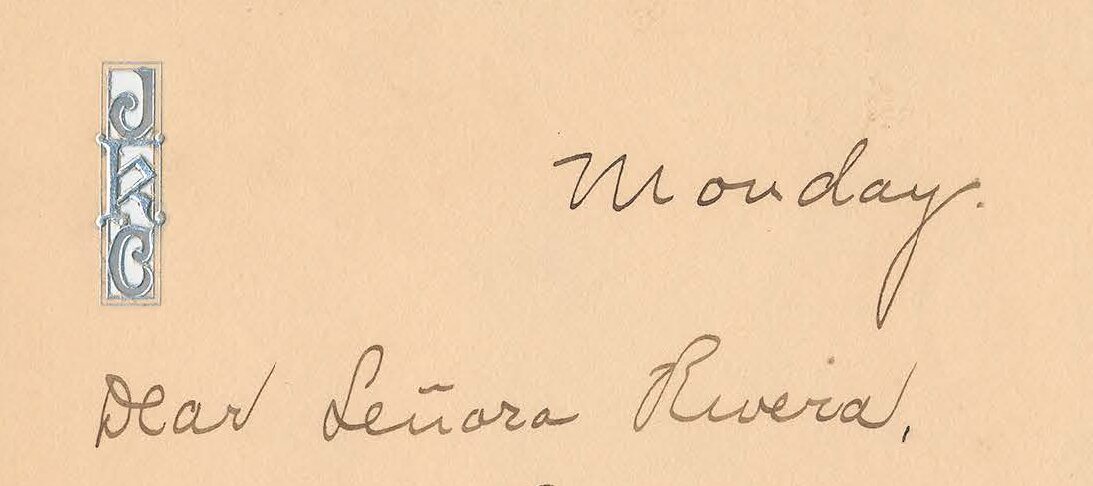 JKC
Monday.
Dear Señora Rivera,